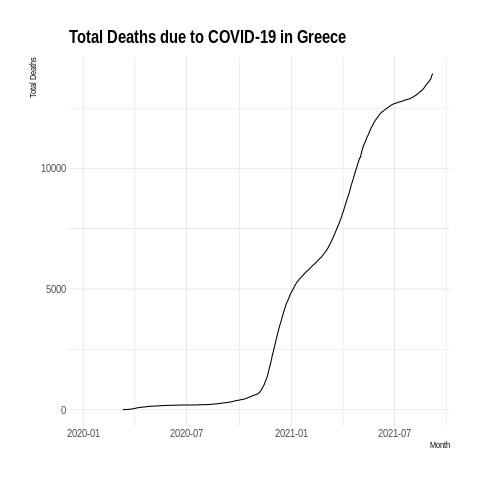 Total Deaths due to COVID-19 in Greece
Total Deaths
10000
5000
0
2020-01 2020-07 2021-01 2021-07
Month